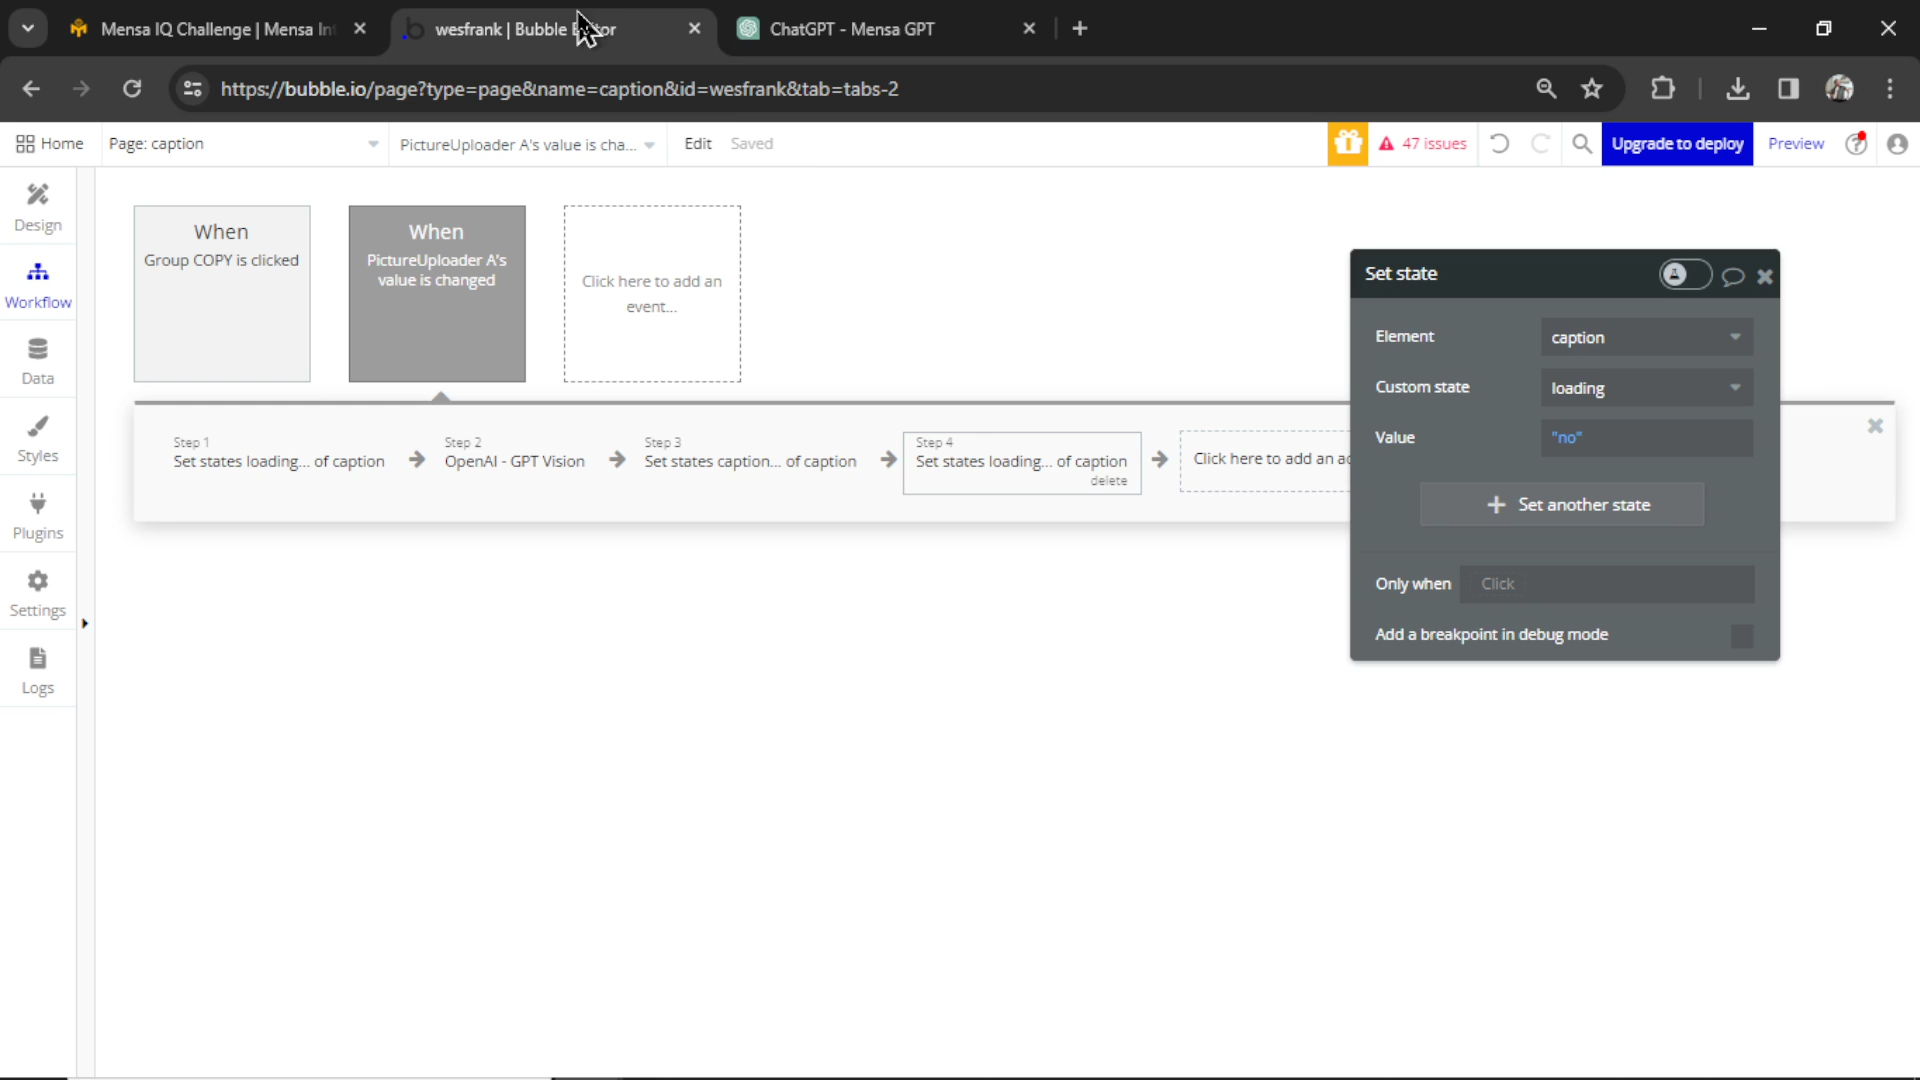 Mensa IQ Challenge | Mensa In
wesfrank | Bubble
ChatGPT - Mensa GPT
https://bubble.io/page?type=page&name=caption&id=wesfrank&tab=tabs-2
Home
Page: caption
PictureUploader A's value is cha...
Edit
Saved
47 issues
Upgrade to deploy
Preview
Design
Workflow
Data
Styles
Plugins
Settings
Logs
When
Group COPY is clicked
When
PictureUploader A's
value is changed
Click here to add an
event...
Step 1
Set states loading... of caption
Step 2
OpenAI - GPT Vision
Step 3
Set states caption... of caption
Step 4
Set states loading... of caption
delete
Click here to add an ac
Set state
Element
caption
Custom state
loading
Value
"no"
Set another state
Only when
Click
Add a breakpoint in debug mode